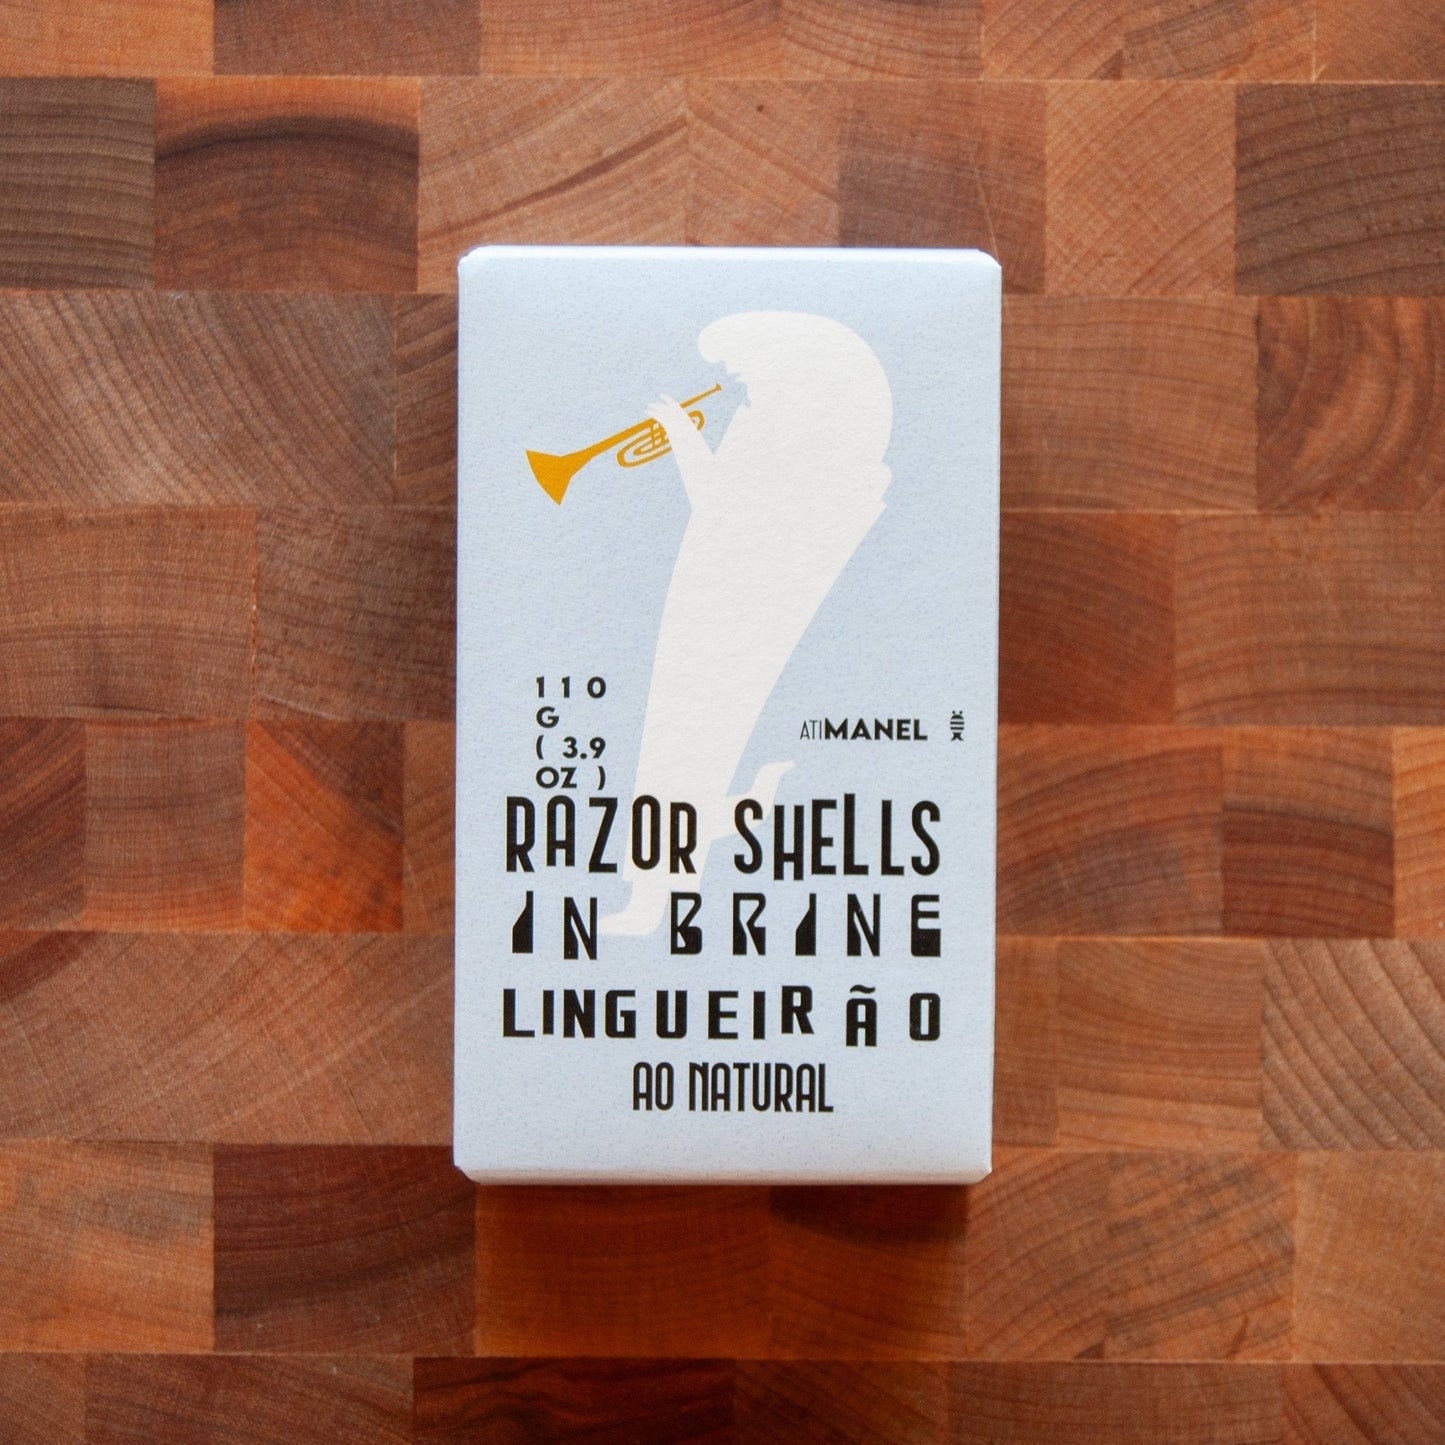 110
G
( 3.9
OZ )
ATIMANEL
RAZOR SHELLS
IN BRINE
LINGUEIRÃO
AO NATURAL